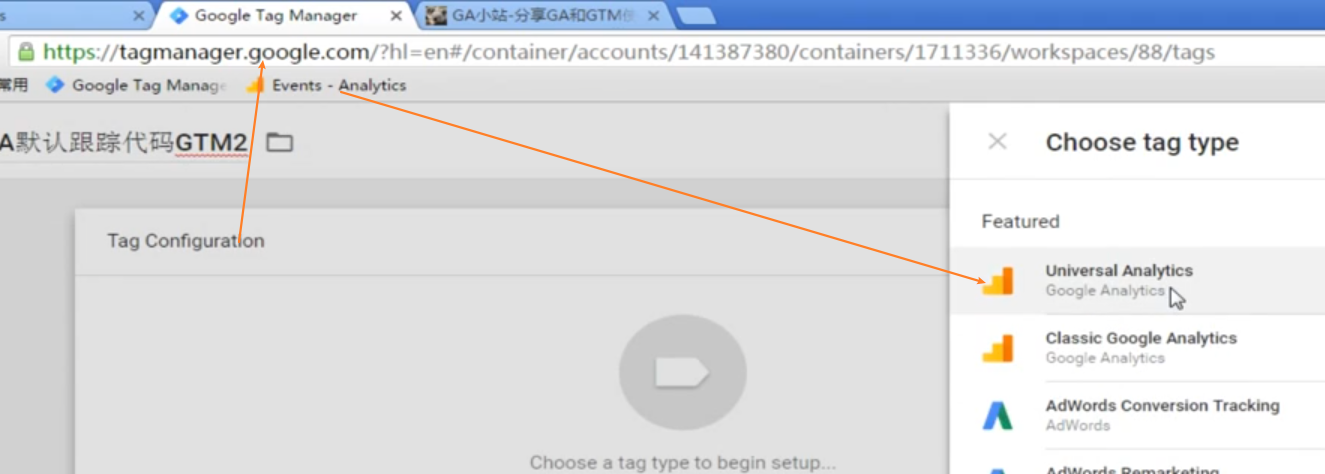 s
Google Tag Manager
GA小站-分享GA和GTM
https://tagmanager.google.com/?hl=en#/container/accounts/141387380/containers/1711336/workspaces/88/tags
常用 Google Tag Manage Events - Analytics
A默认跟踪代码GTM2
Choose tag type
Featured
Tag Configuration
Universal Analytics
Google Analytics
Classic Google Analytics
Google Analytics
AdWords Conversion Tracking
AdWords
Choose a tag type to begin setup...
AdWords Remarketing